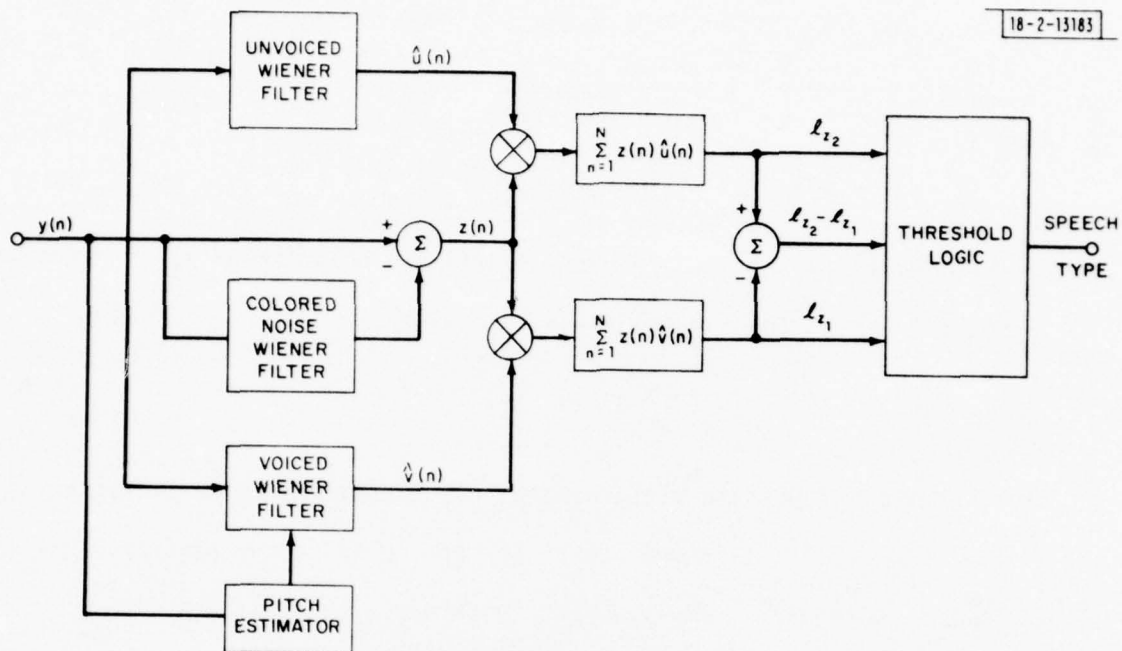 18-2-13183
UNVOICED
WIENER
FILTER
û(n)
y(n)
+
−
Σ
z(n)
COLORED
NOISE
WIENER
FILTER
VOICED
WIENER
FILTER
v̂(n)
PITCH
ESTIMATOR
N
Σ z(n) û(n)
n=1
N
Σ z(n) v̂(n)
n=1
ℓz₂
+
Σ
−
ℓz₂ − ℓz₁
ℓz₁
THRESHOLD
LOGIC
SPEECH
TYPE